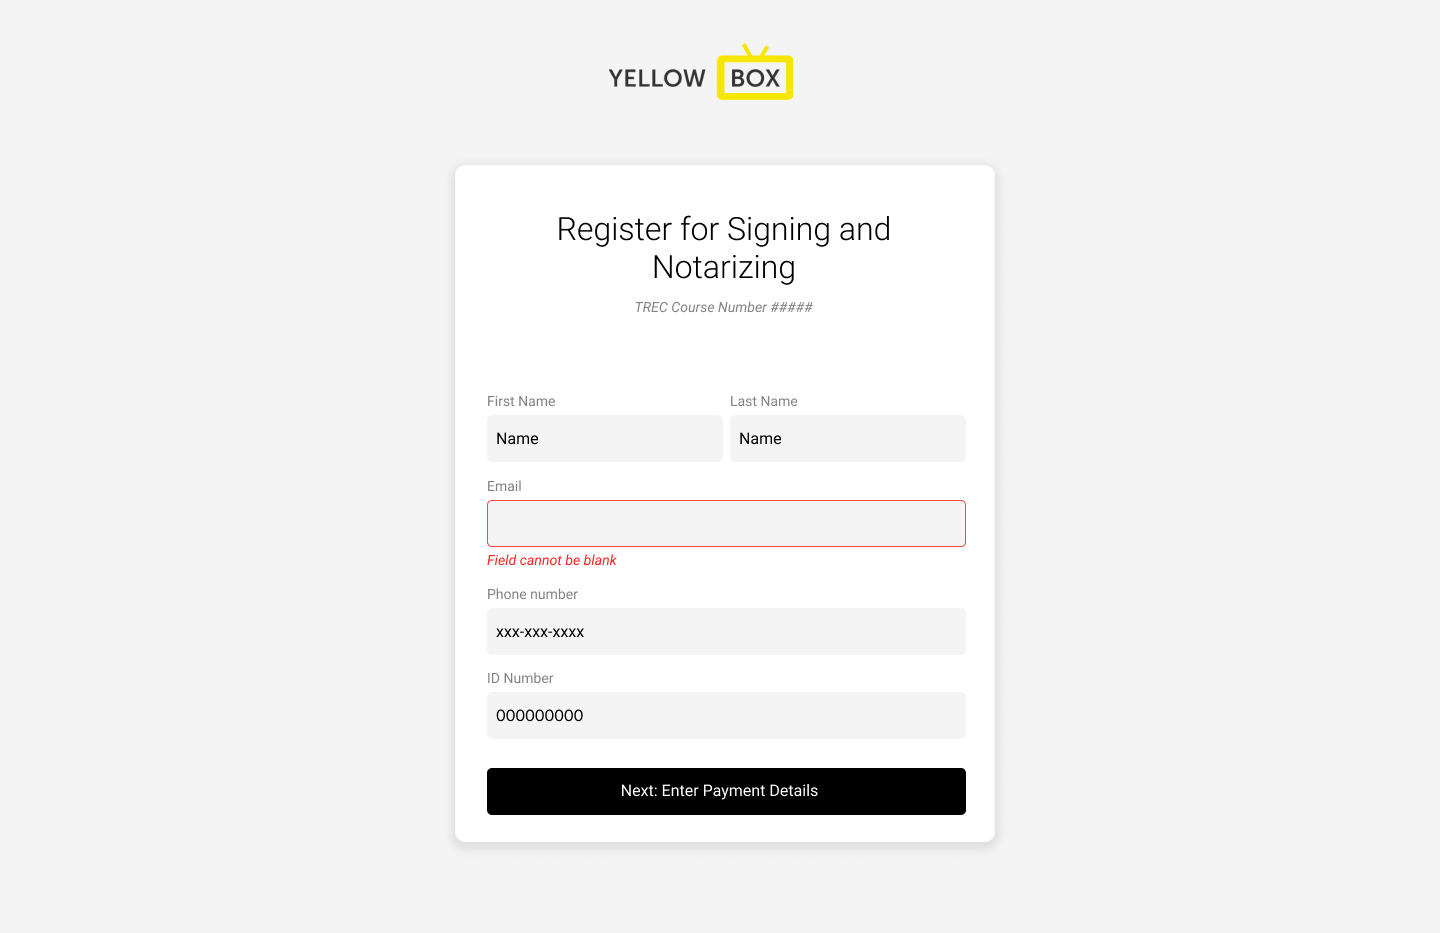 YELLOW BOX
Register for Signing and
Notarizing
TREC Course Number #####
First Name
Last Name
Name
Name
Email
Field cannot be blank
Phone number
xxx-xxx-xxxx
ID Number
000000000
Next: Enter Payment Details